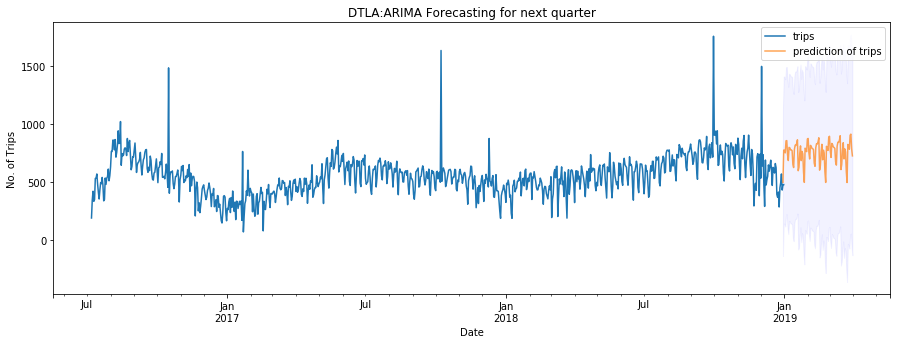 DTLA:ARIMA Forecasting for next quarter
trips
prediction of trips
No. of Trips
1500
1000
500
0
Jul
Jan
2017
Jul
Jan
2018
Jul
Jan
2019
Date